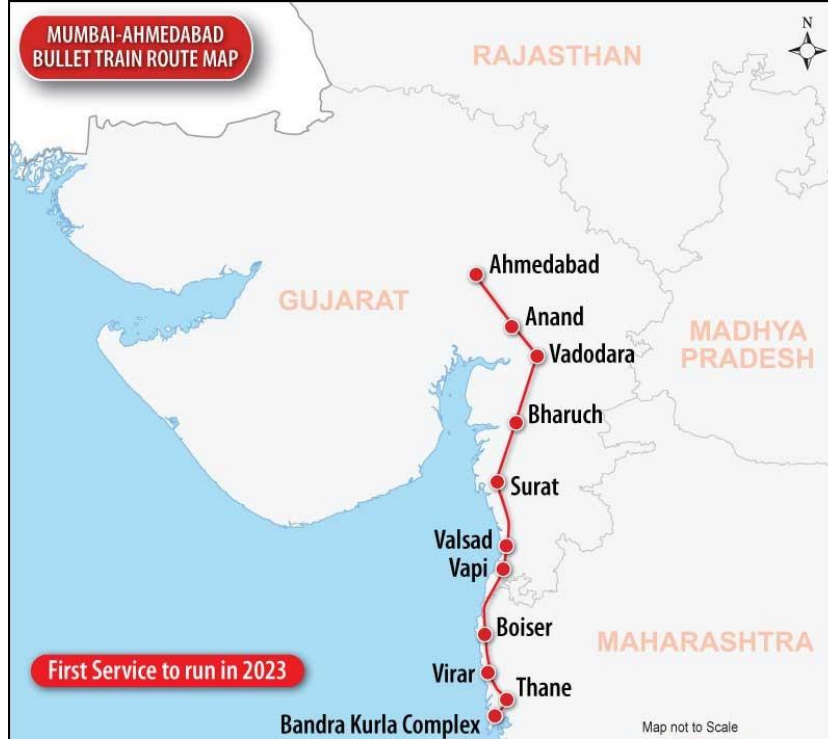 MUMBAI-AHMEDABAD
BULLET TRAIN ROUTE MAP
N
RAJASTHAN
Ahmedabad
GUJARAT
Anand
MADHYA
PRADESH
Vadodara
Bharuch
Surat
Valsad
Vapi
Boiser
MAHARASHTRA
First Service to run in 2023
Virar
Thane
Bandra Kurla Complex
Map not to Scale